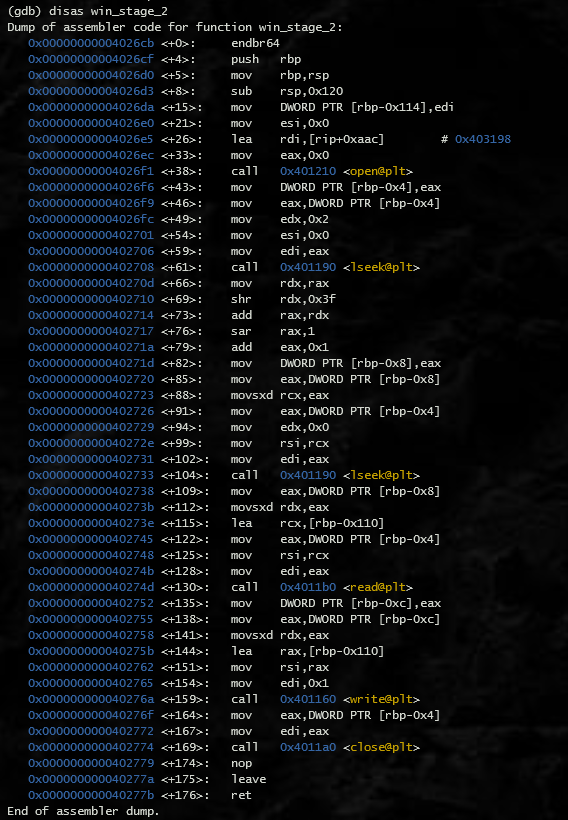 (gdb) disas win_stage_2
Dump of assembler code for function win_stage_2:
0x00000000004026cb <+0>: endbr64
0x00000000004026cf <+4>: push rbp
0x00000000004026d0 <+5>: mov rbp,rsp
0x00000000004026d3 <+8>: sub rsp,0x120
0x00000000004026da <+15>: mov DWORD PTR [rbp-0x114],edi
0x00000000004026e0 <+21>: mov esi,0x0
0x00000000004026e5 <+26>: lea rdi,[rip+0xaac] # 0x403198
0x00000000004026ec <+33>: mov eax,0x0
0x00000000004026f1 <+38>: call 0x401210 <open@plt>
0x00000000004026f6 <+43>: mov DWORD PTR [rbp-0x4],eax
0x00000000004026f9 <+46>: mov eax,DWORD PTR [rbp-0x4]
0x00000000004026fc <+49>: mov edx,0x2
0x0000000000402701 <+54>: mov esi,0x0
0x0000000000402706 <+59>: mov edi,eax
0x0000000000402708 <+61>: call 0x401190 <lseek@plt>
0x000000000040270d <+66>: mov rdx,rax
0x0000000000402710 <+69>: shr rdx,0x3f
0x0000000000402714 <+73>: add rax,rdx
0x0000000000402717 <+76>: sar rax,1
0x000000000040271a <+79>: add eax,0x1
0x000000000040271d <+82>: mov DWORD PTR [rbp-0x8],eax
0x0000000000402720 <+85>: mov eax,DWORD PTR [rbp-0x8]
0x0000000000402723 <+88>: movsxd rcx,eax
0x0000000000402726 <+91>: mov eax,DWORD PTR [rbp-0x4]
0x0000000000402729 <+94>: mov edx,0x0
0x000000000040272e <+99>: mov rsi,rcx
0x0000000000402731 <+102>: mov edi,eax
0x0000000000402733 <+104>: call 0x401190 <lseek@plt>
0x0000000000402738 <+109>: mov eax,DWORD PTR [rbp-0x8]
0x000000000040273b <+112>: movsxd rdx,eax
0x000000000040273e <+115>: lea rcx,[rbp-0x110]
0x0000000000402745 <+122>: mov eax,DWORD PTR [rbp-0x4]
0x0000000000402748 <+125>: mov rsi,rcx
0x000000000040274b <+128>: mov edi,eax
0x000000000040274d <+130>: call 0x4011b0 <read@plt>
0x0000000000402752 <+135>: mov DWORD PTR [rbp-0xc],eax
0x0000000000402755 <+138>: mov eax,DWORD PTR [rbp-0xc]
0x0000000000402758 <+141>: movsxd rdx,eax
0x000000000040275b <+144>: lea rax,[rbp-0x110]
0x0000000000402762 <+151>: mov rsi,rax
0x0000000000402765 <+154>: mov edi,0x1
0x000000000040276a <+159>: call 0x401160 <write@plt>
0x000000000040276f <+164>: mov eax,DWORD PTR [rbp-0x4]
0x0000000000402772 <+167>: mov edi,eax
0x0000000000402774 <+169>: call 0x4011a0 <close@plt>
0x0000000000402779 <+174>: nop
0x000000000040277a <+175>: leave
0x000000000040277b <+176>: ret
End of assembler dump.